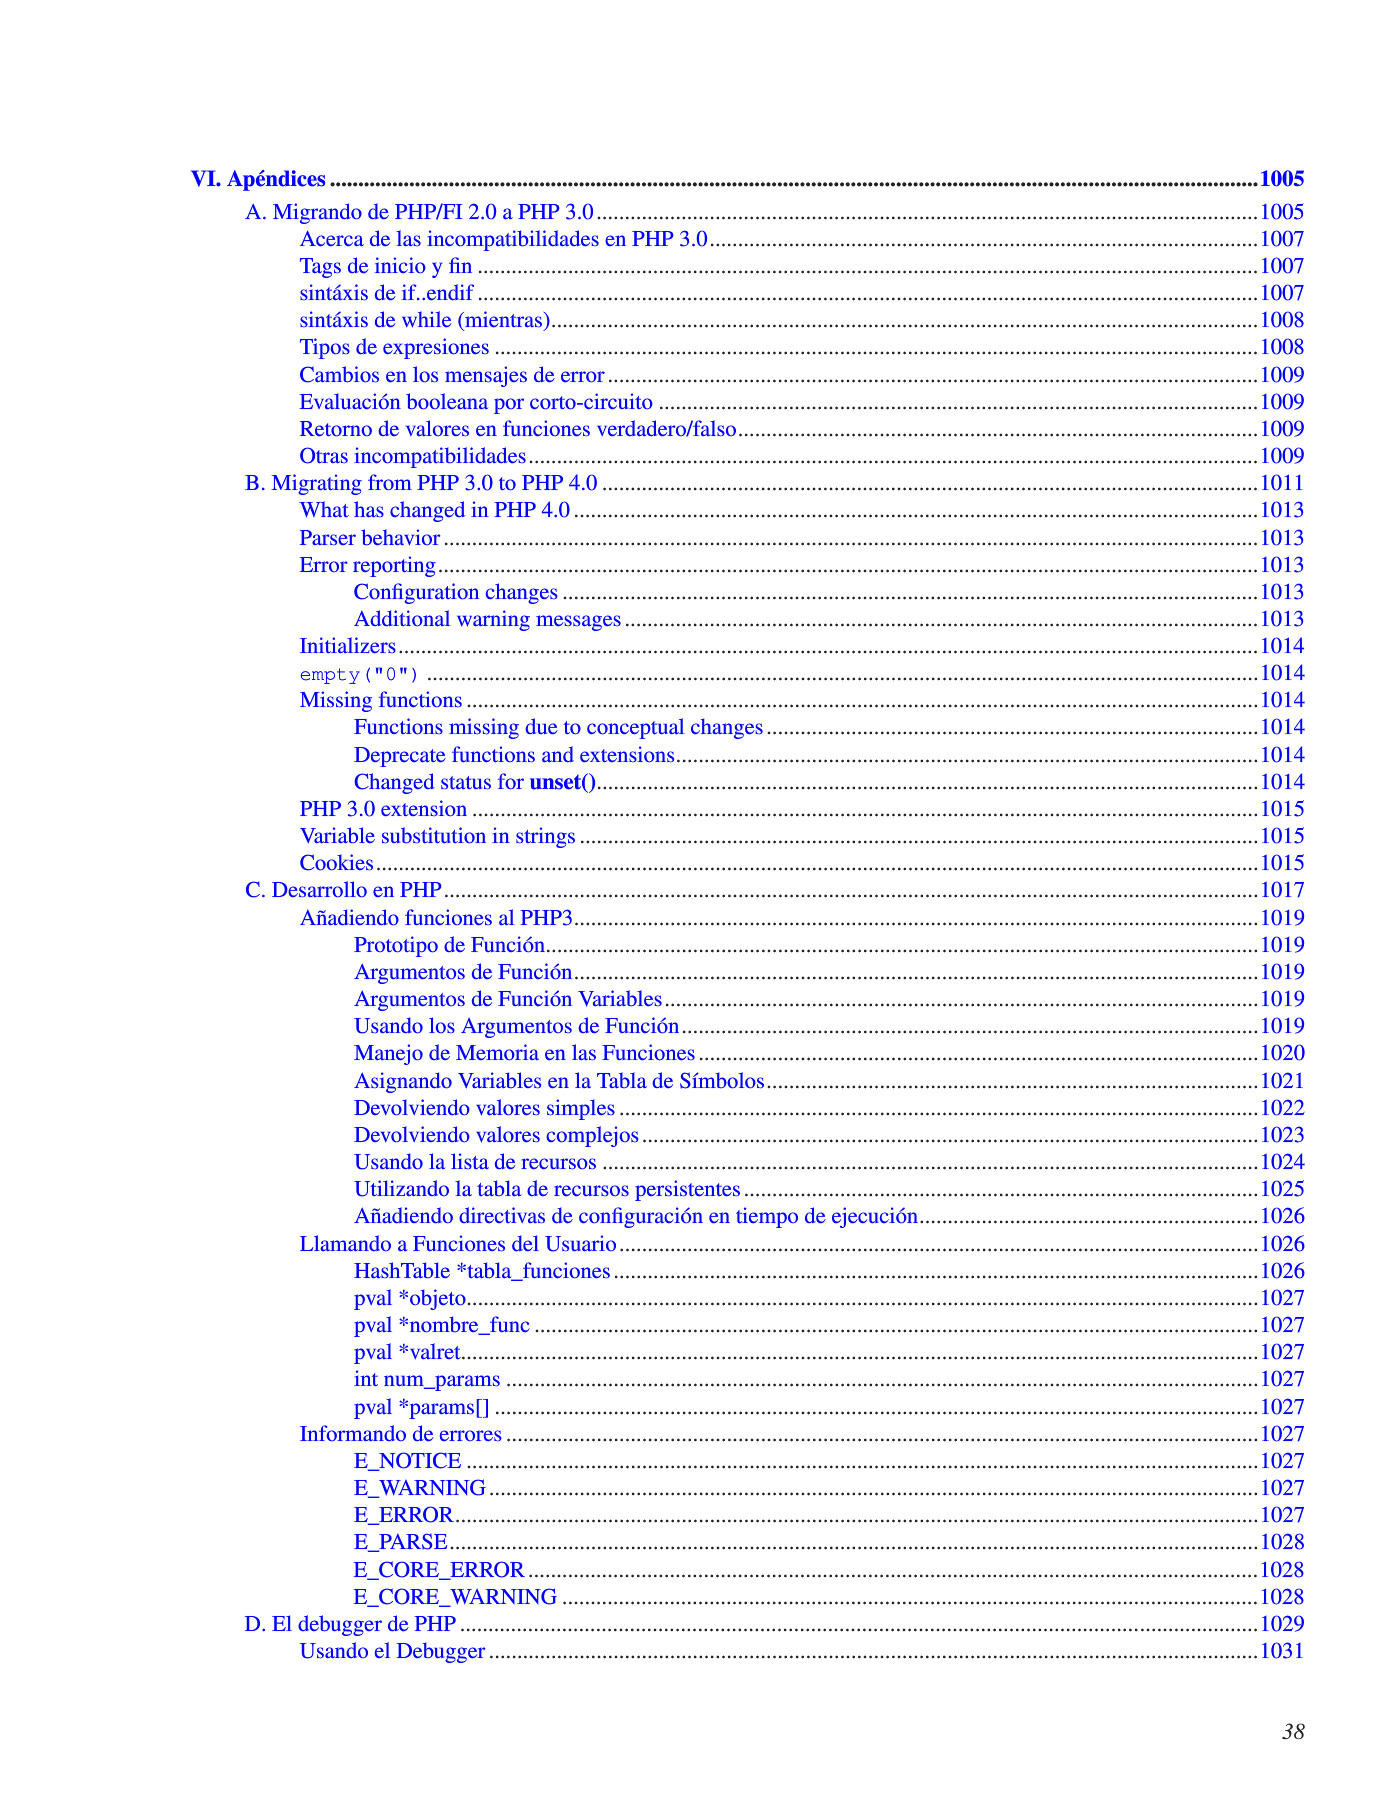 VI. Apéndices ........ 1005
A. Migrando de PHP/FI 2.0 a PHP 3.0 ........ 1005
Acerca de las incompatibilidades en PHP 3.0 ........ 1007
Tags de inicio y fin ........ 1007
sintáxis de if..endif ........ 1007
sintáxis de while (mientras) ........ 1008
Tipos de expresiones ........ 1008
Cambios en los mensajes de error ........ 1009
Evaluación booleana por corto-circuito ........ 1009
Retorno de valores en funciones verdadero/falso ........ 1009
Otras incompatibilidades ........ 1009
B. Migrating from PHP 3.0 to PHP 4.0 ........ 1011
What has changed in PHP 4.0 ........ 1013
Parser behavior ........ 1013
Error reporting ........ 1013
Configuration changes ........ 1013
Additional warning messages ........ 1013
Initializers ........ 1014
empty("0") ........ 1014
Missing functions ........ 1014
Functions missing due to conceptual changes ........ 1014
Deprecate functions and extensions ........ 1014
Changed status for unset() ........ 1014
PHP 3.0 extension ........ 1015
Variable substitution in strings ........ 1015
Cookies ........ 1015
C. Desarrollo en PHP ........ 1017
Añadiendo funciones al PHP3 ........ 1019
Prototipo de Función ........ 1019
Argumentos de Función ........ 1019
Argumentos de Función Variables ........ 1019
Usando los Argumentos de Función ........ 1019
Manejo de Memoria en las Funciones ........ 1020
Asignando Variables en la Tabla de Símbolos ........ 1021
Devolviendo valores simples ........ 1022
Devolviendo valores complejos ........ 1023
Usando la lista de recursos ........ 1024
Utilizando la tabla de recursos persistentes ........ 1025
Añadiendo directivas de configuración en tiempo de ejecución ........ 1026
Llamando a Funciones del Usuario ........ 1026
HashTable *tabla_funciones ........ 1026
pval *objeto ........ 1027
pval *nombre_func ........ 1027
pval *valret ........ 1027
int num_params ........ 1027
pval *params[] ........ 1027
Informando de errores ........ 1027
E_NOTICE ........ 1027
E_WARNING ........ 1027
E_ERROR ........ 1027
E_PARSE ........ 1028
E_CORE_ERROR ........ 1028
E_CORE_WARNING ........ 1028
D. El debugger de PHP ........ 1029
Usando el Debugger ........ 1031
38